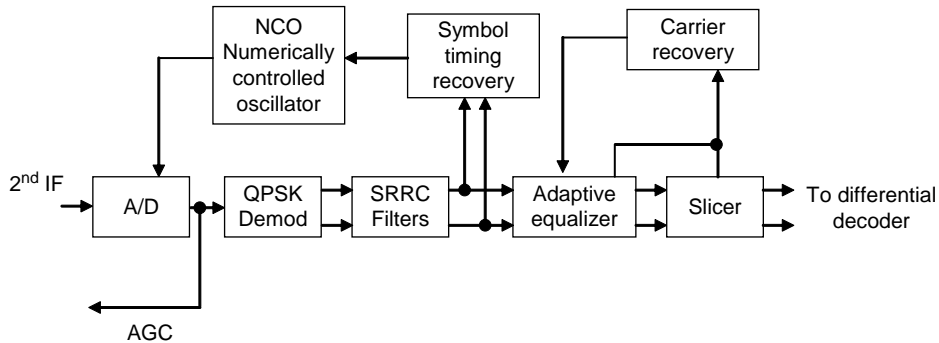 NCO
Numerically
controlled
oscillator
Symbol
timing
recovery
Carrier
recovery
2nd IF
A/D
QPSK
Demod
SRRC
Filters
Adaptive
equalizer
Slicer
To differential
decoder
AGC